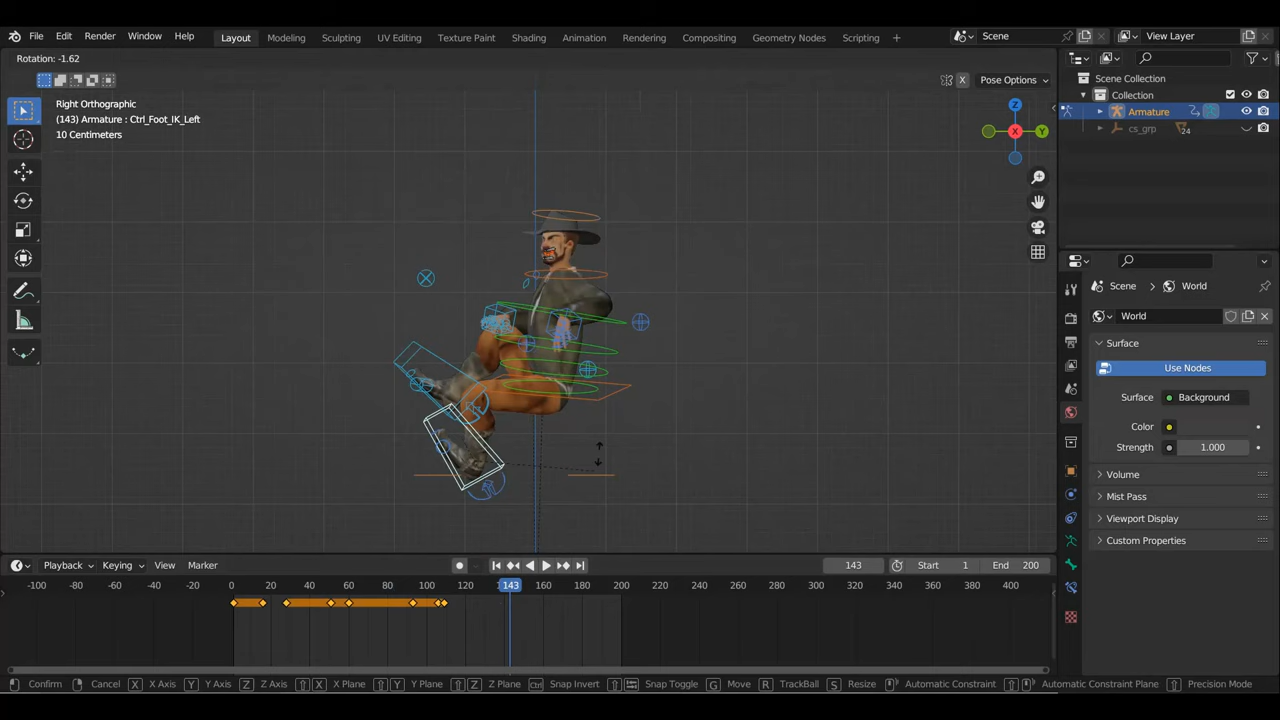 File Edit Render Window Help Layout Modeling Sculpting UV Editing Texture Paint Shading Animation Rendering Compositing Geometry Nodes Scripting + Scene View Layer
Rotation: -1.62
X Pose Options
Right Orthographic
(143) Armature : Ctrl_Foot_IK_Left
10 Centimeters
Z
X
Y
Scene Collection
Collection
Armature
cs_grp 24
Scene World
World
Surface
Use Nodes
Surface Background
Color
Strength 1.000
Volume
Mist Pass
Viewport Display
Custom Properties
Playback Keying View Marker 143 Start 1 End 200
-100 -80 -60 -40 -20 0 20 40 60 80 100 143 160 180 200 220 240 260 280 300 320 340 360 380 400
Confirm Cancel X X Axis Y Y Axis Z Z Axis X X Plane Y Y Plane Z Z Plane Ctrl Snap Invert Snap Toggle G Move R TrackBall S Resize Automatic Constraint Automatic Constraint Plane Precision Mode